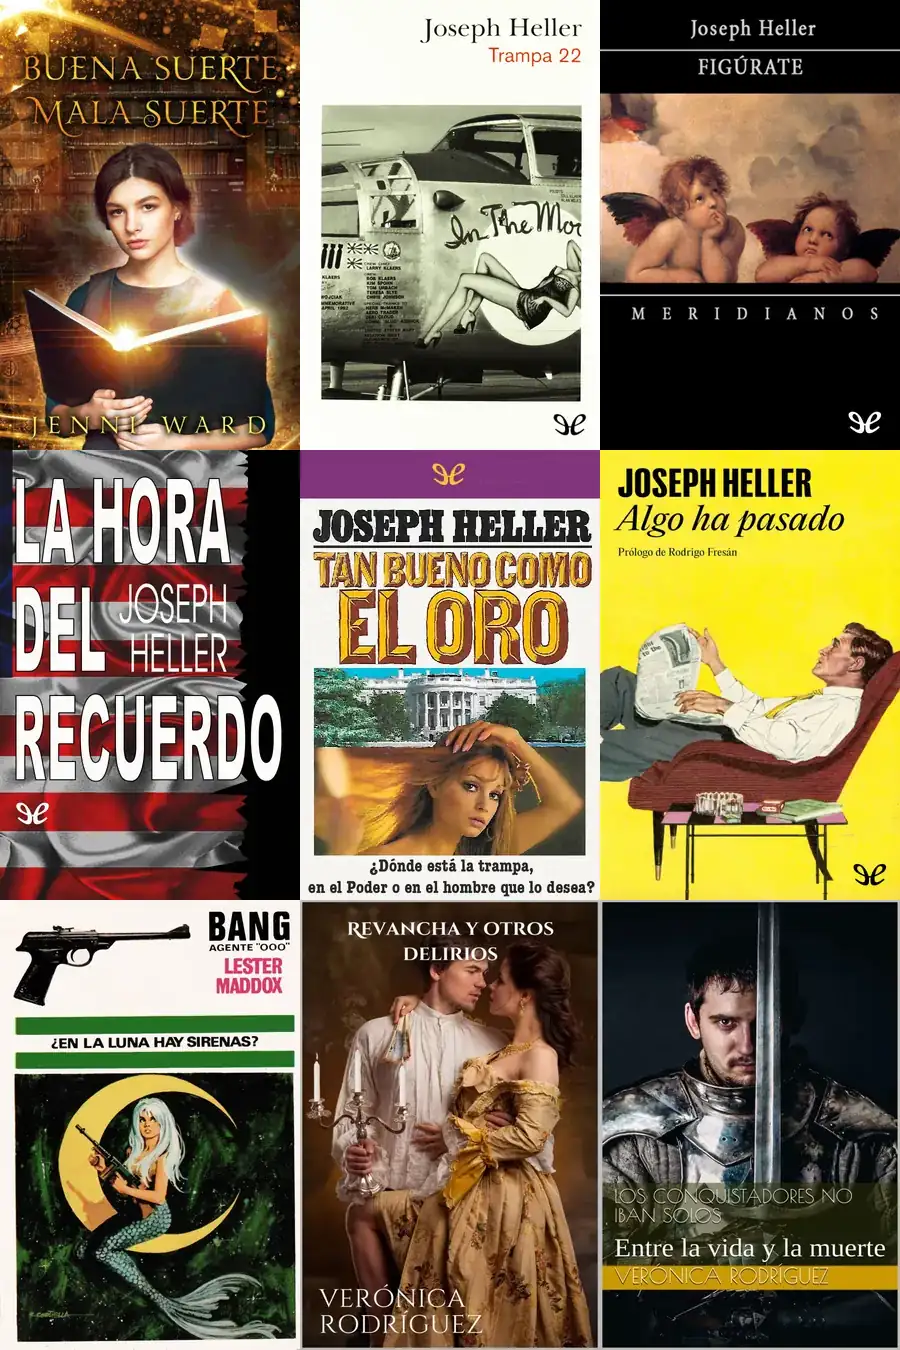 BUENA SUERTE
MALA SUERTE
JENNI WARD
Joseph Heller
Trampa 22
In The Moo
LARRY KLAERS
Joseph Heller
FIGÚRATE
MERIDIANOS
LA HORA
DEL
JOSEPH
HELLER
RECUERDO
JOSEPH HELLER
TAN BUENO COMO
EL ORO
¿Dónde está la trampa,
en el Poder o en el hombre que lo desea?
JOSEPH HELLER
Algo ha pasado
Prólogo de Rodrigo Fresán
BANG
AGENTE "OOO"
LESTER
MADDOX
¿EN LA LUNA HAY SIRENAS?
REVANCHA Y OTROS
DELIRIOS
VERÓNICA
RODRÍGUEZ
LOS CONQUISTADORES NO
IBAN SOLOS
Entre la vida y la muerte
VERÓNICA RODRÍGUEZ